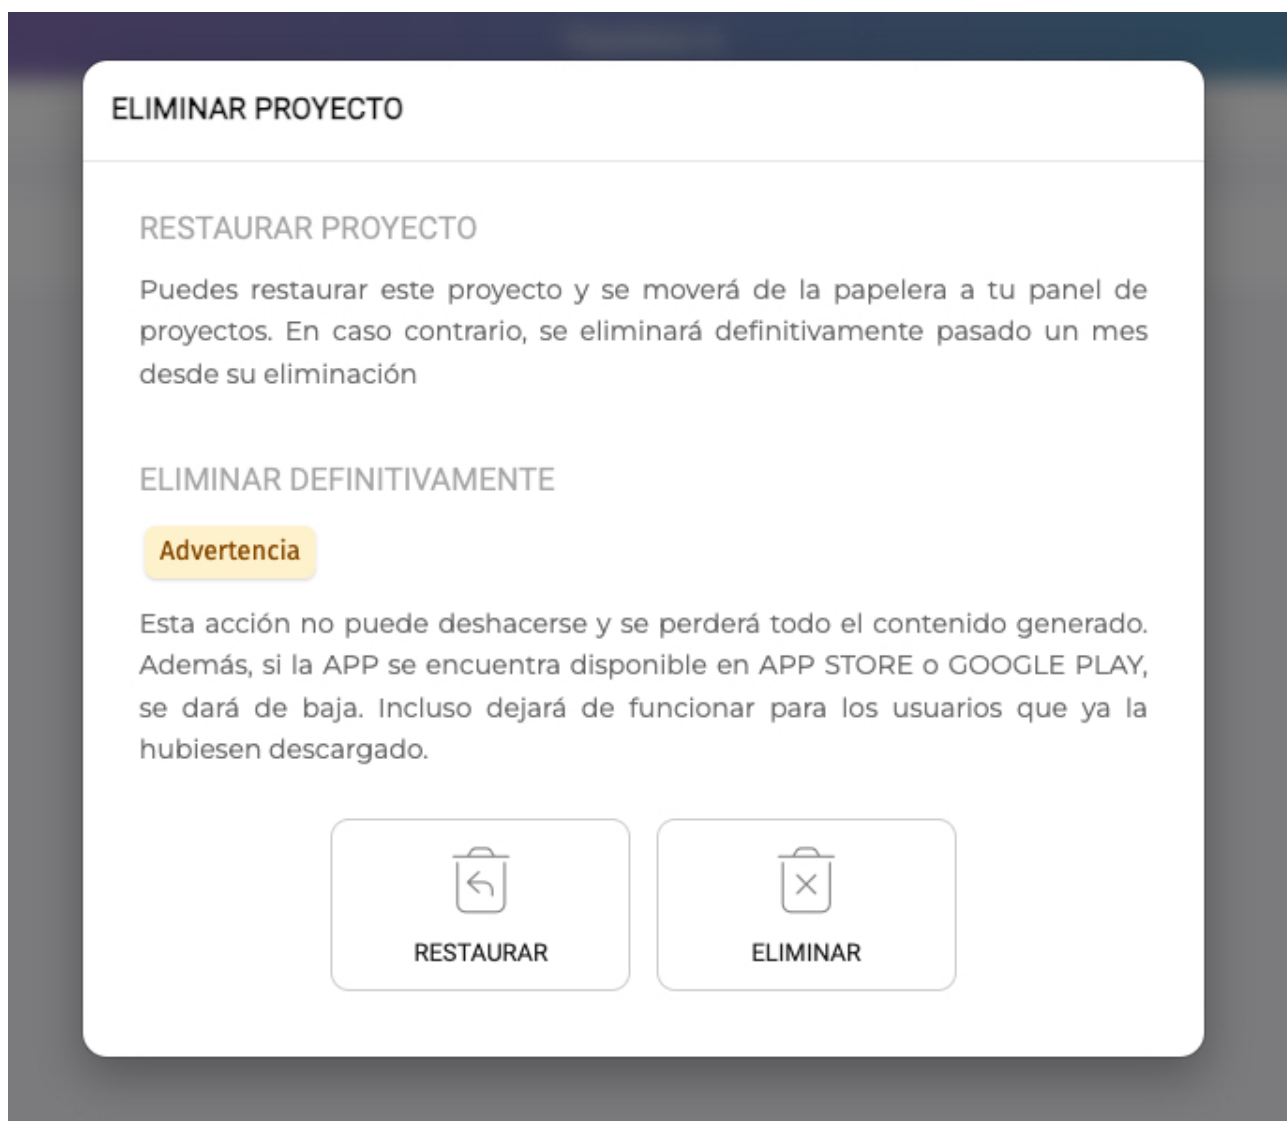 ELIMINAR PROYECTO
RESTAURAR PROYECTO
Puedes restaurar este proyecto y se moverá de la papelera a tu panel de
proyectos. En caso contrario, se eliminará definitivamente pasado un mes
desde su eliminación
ELIMINAR DEFINITIVAMENTE
Advertencia
Esta acción no puede deshacerse y se perderá todo el contenido generado.
Además, si la APP se encuentra disponible en APP STORE o GOOGLE PLAY,
se dará de baja. Incluso dejará de funcionar para los usuarios que ya la
hubiesen descargado.
RESTAURAR
ELIMINAR